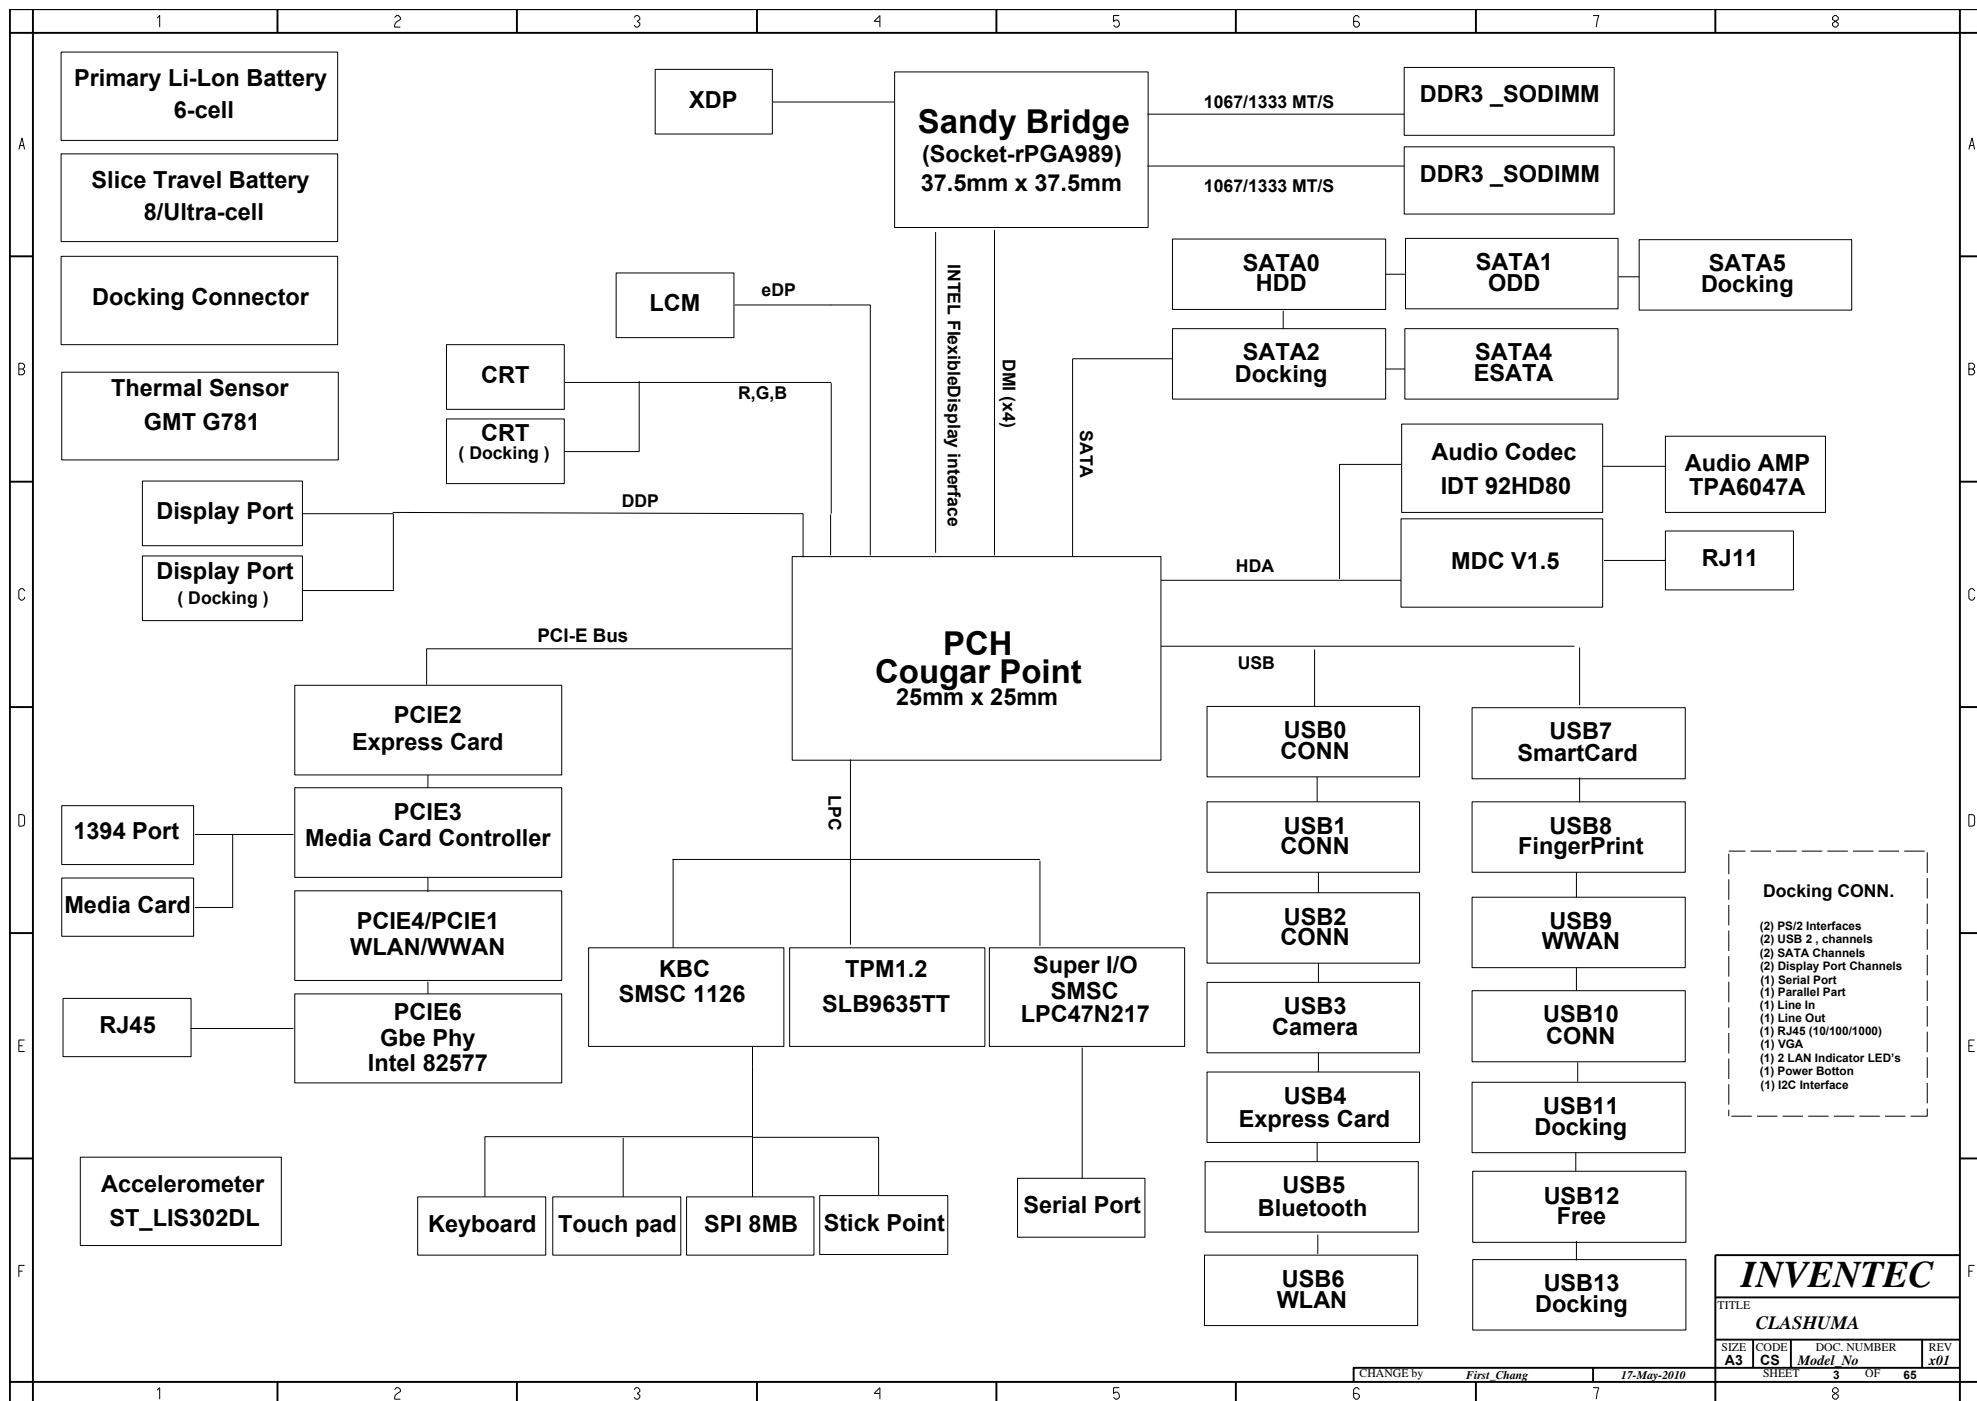 1 2 3 4 5 6 7 8
A
B
C
D
E
F
Primary Li-Lon Battery
6-cell
Slice Travel Battery
8/Ultra-cell
Docking Connector
Thermal Sensor
GMT G781
XDP
Sandy Bridge
(Socket-rPGA989)
37.5mm x 37.5mm
1067/1333 MT/S
DDR3 _SODIMM
1067/1333 MT/S
DDR3 _SODIMM
LCM
eDP
CRT
R,G,B
CRT
( Docking )
INTEL FlexibleDisplay interface
DMI (x4)
SATA
SATA0
HDD
SATA1
ODD
SATA5
Docking
SATA2
Docking
SATA4
ESATA
Display Port
DDP
Display Port
( Docking )
Audio Codec
IDT 92HD80
Audio AMP
TPA6047A
HDA
MDC V1.5
RJ11
PCH
Cougar Point
25mm x 25mm
PCI-E Bus
USB
PCIE2
Express Card
PCIE3
Media Card Controller
1394 Port
Media Card
PCIE4/PCIE1
WLAN/WWAN
RJ45
PCIE6
Gbe Phy
Intel 82577
LPC
KBC
SMSC 1126
TPM1.2
SLB9635TT
Super I/O
SMSC
LPC47N217
Accelerometer
ST_LIS302DL
Keyboard
Touch pad
SPI 8MB
Stick Point
Serial Port
USB0
CONN
USB1
CONN
USB2
CONN
USB3
Camera
USB4
Express Card
USB5
Bluetooth
USB6
WLAN
USB7
SmartCard
USB8
FingerPrint
USB9
WWAN
USB10
CONN
USB11
Docking
USB12
Free
USB13
Docking
Docking CONN.
(2) PS/2 Interfaces
(2) USB 2 , channels
(2) SATA Channels
(2) Display Port Channels
(1) Serial Port
(1) Parallel Part
(1) Line In
(1) Line Out
(1) RJ45 (10/100/1000)
(1) VGA
(1) 2 LAN Indicator LED's
(1) Power Botton
(1) I2C Interface
INVENTEC
TITLE
CLASHUMA
SIZE CODE DOC. NUMBER REV
A3 CS Model_No x01
CHANGE by First_Chang 17-May-2010 SHEET 3 OF 65
A
B
C
D
E
F
1 2 3 4 5 6 7 8